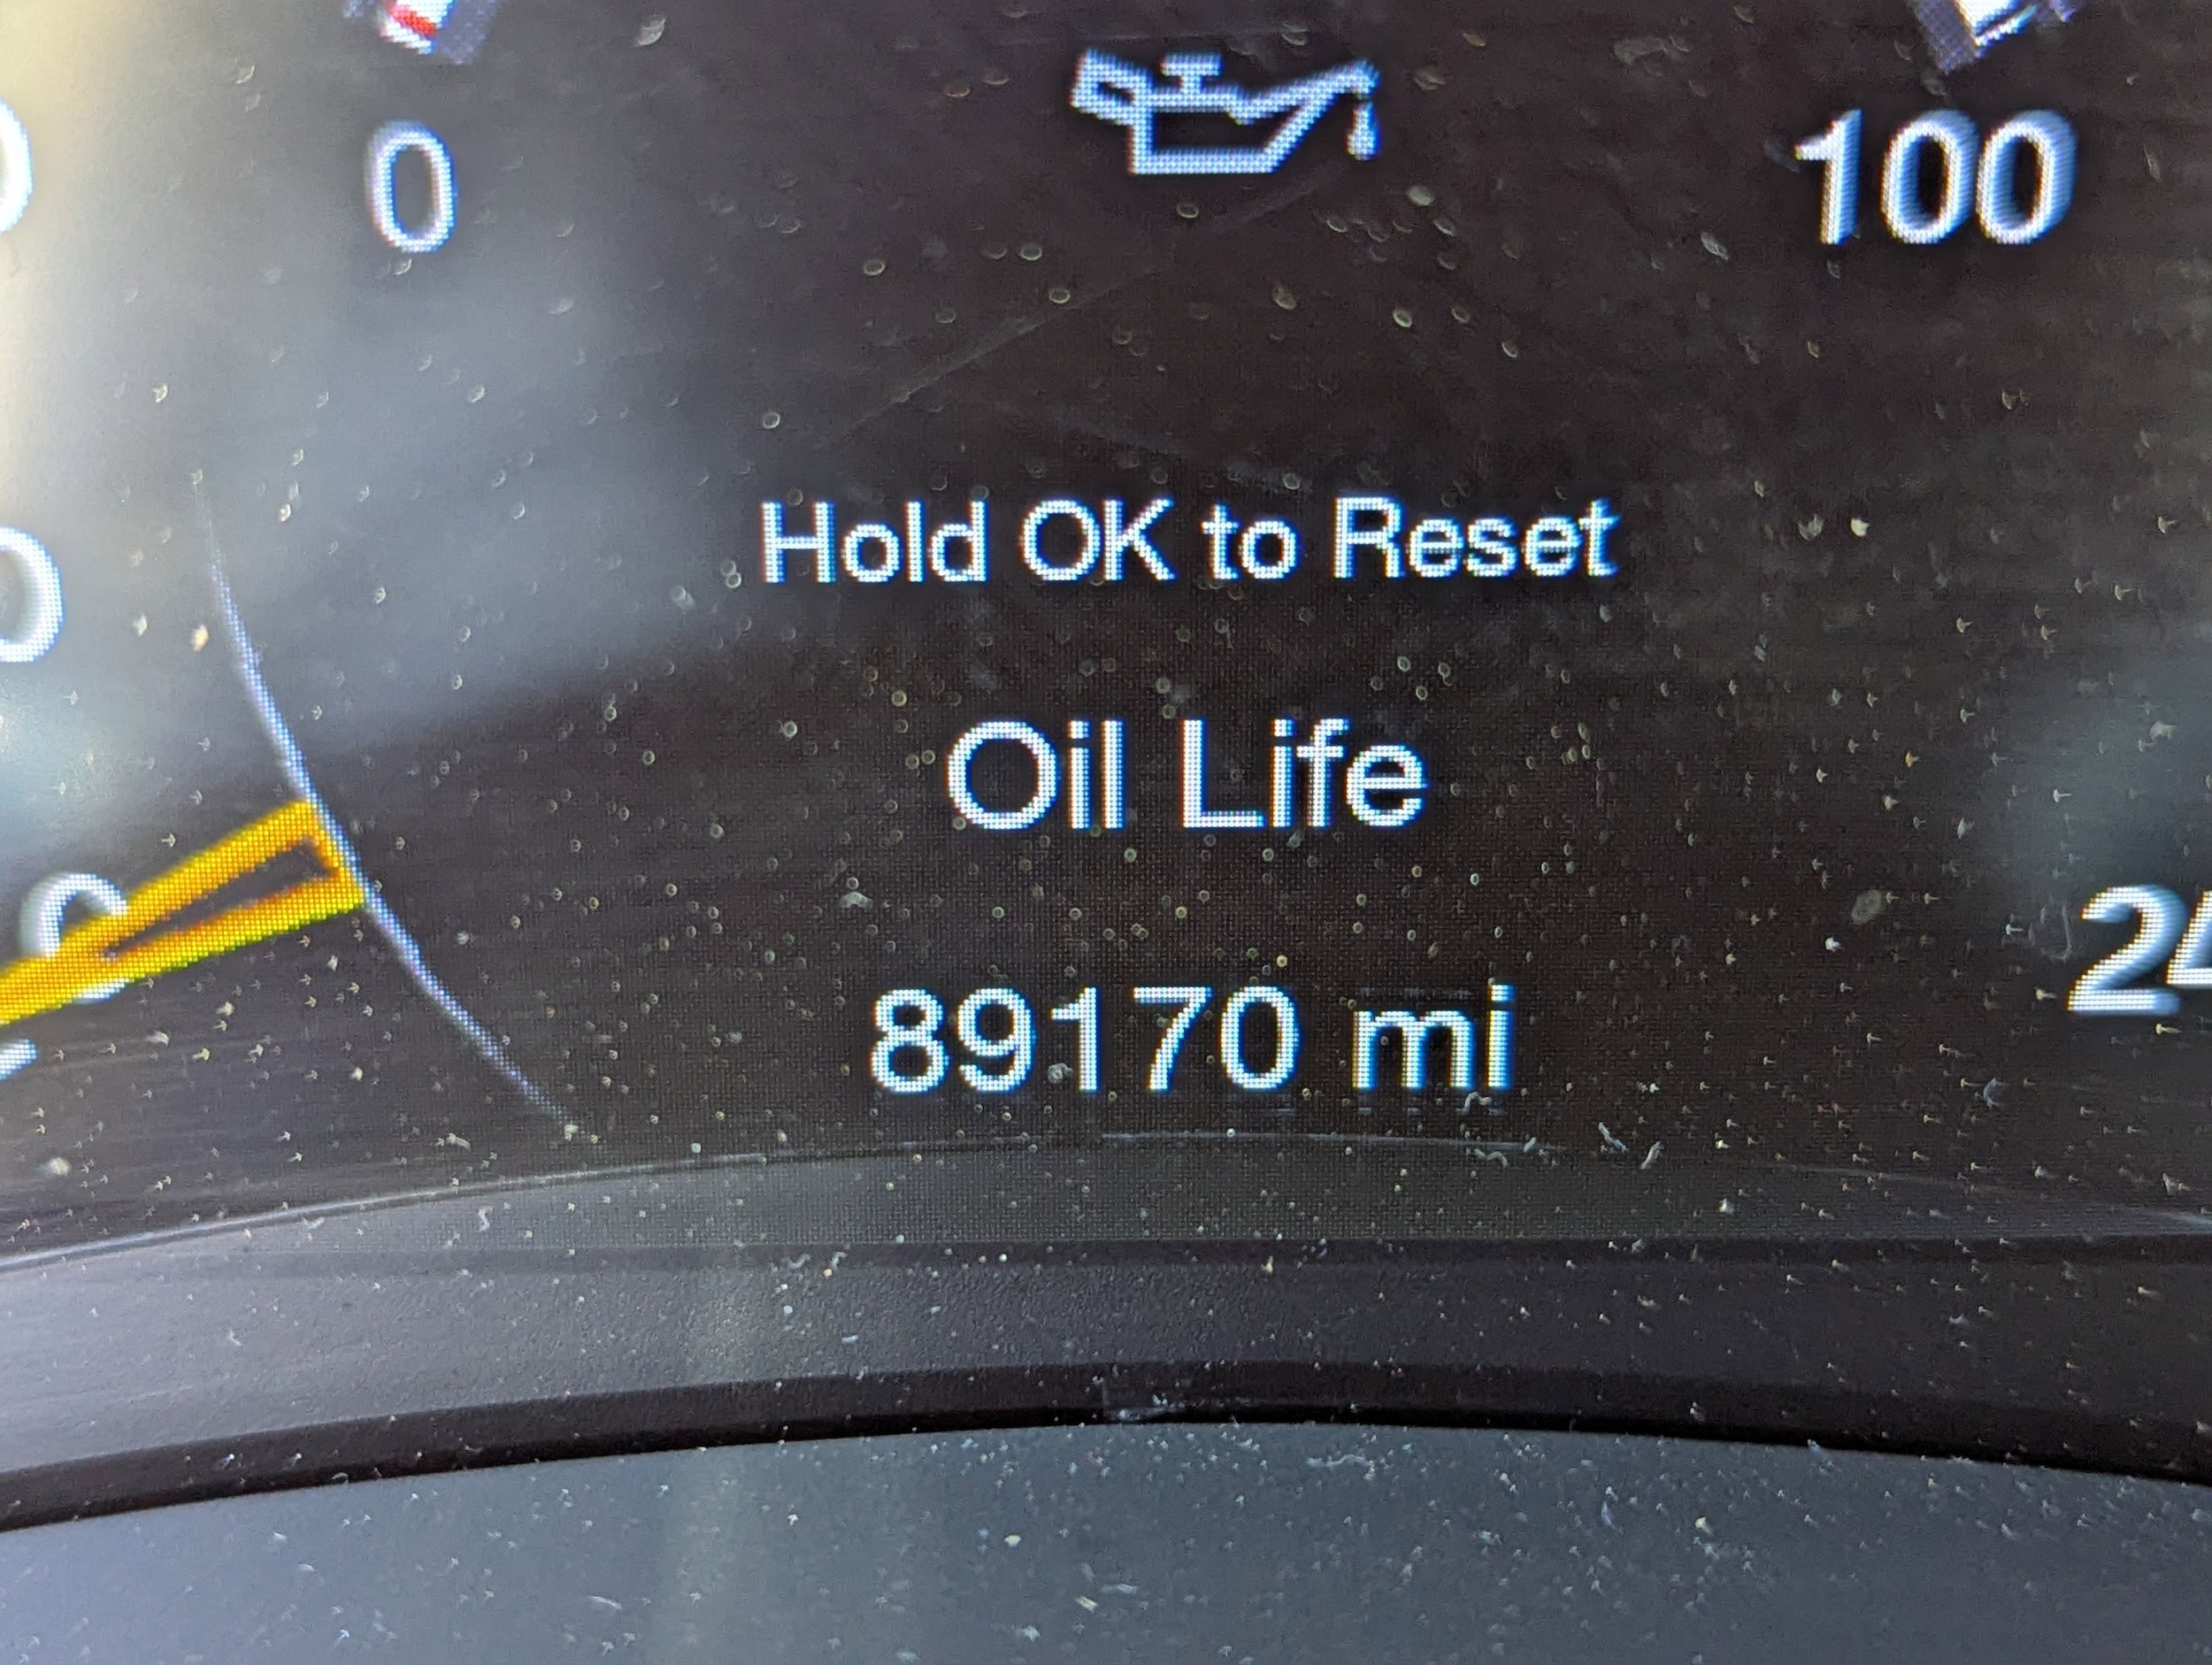 0
100
Hold OK to Reset
Oil Life
89170 mi